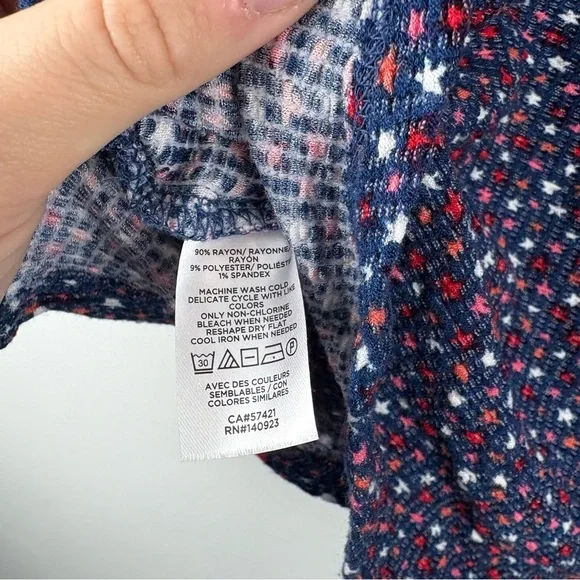 90% RAYON/ RAYONNE/
RAYÓN
9% POLYESTER/ POLIÉST
1% SPANDEX
MACHINE WASH COLD
DELICATE CYCLE WITH LIKE
COLORS
ONLY NON-CHLORINE
BLEACH WHEN NEEDED
RESHAPE DRY FLAT
COOL IRON WHEN NEEDED
30 P
AVEC DES COULEURS
SEMBLABLES / CON
COLORES SIMILARES
CA#57421
RN#140923